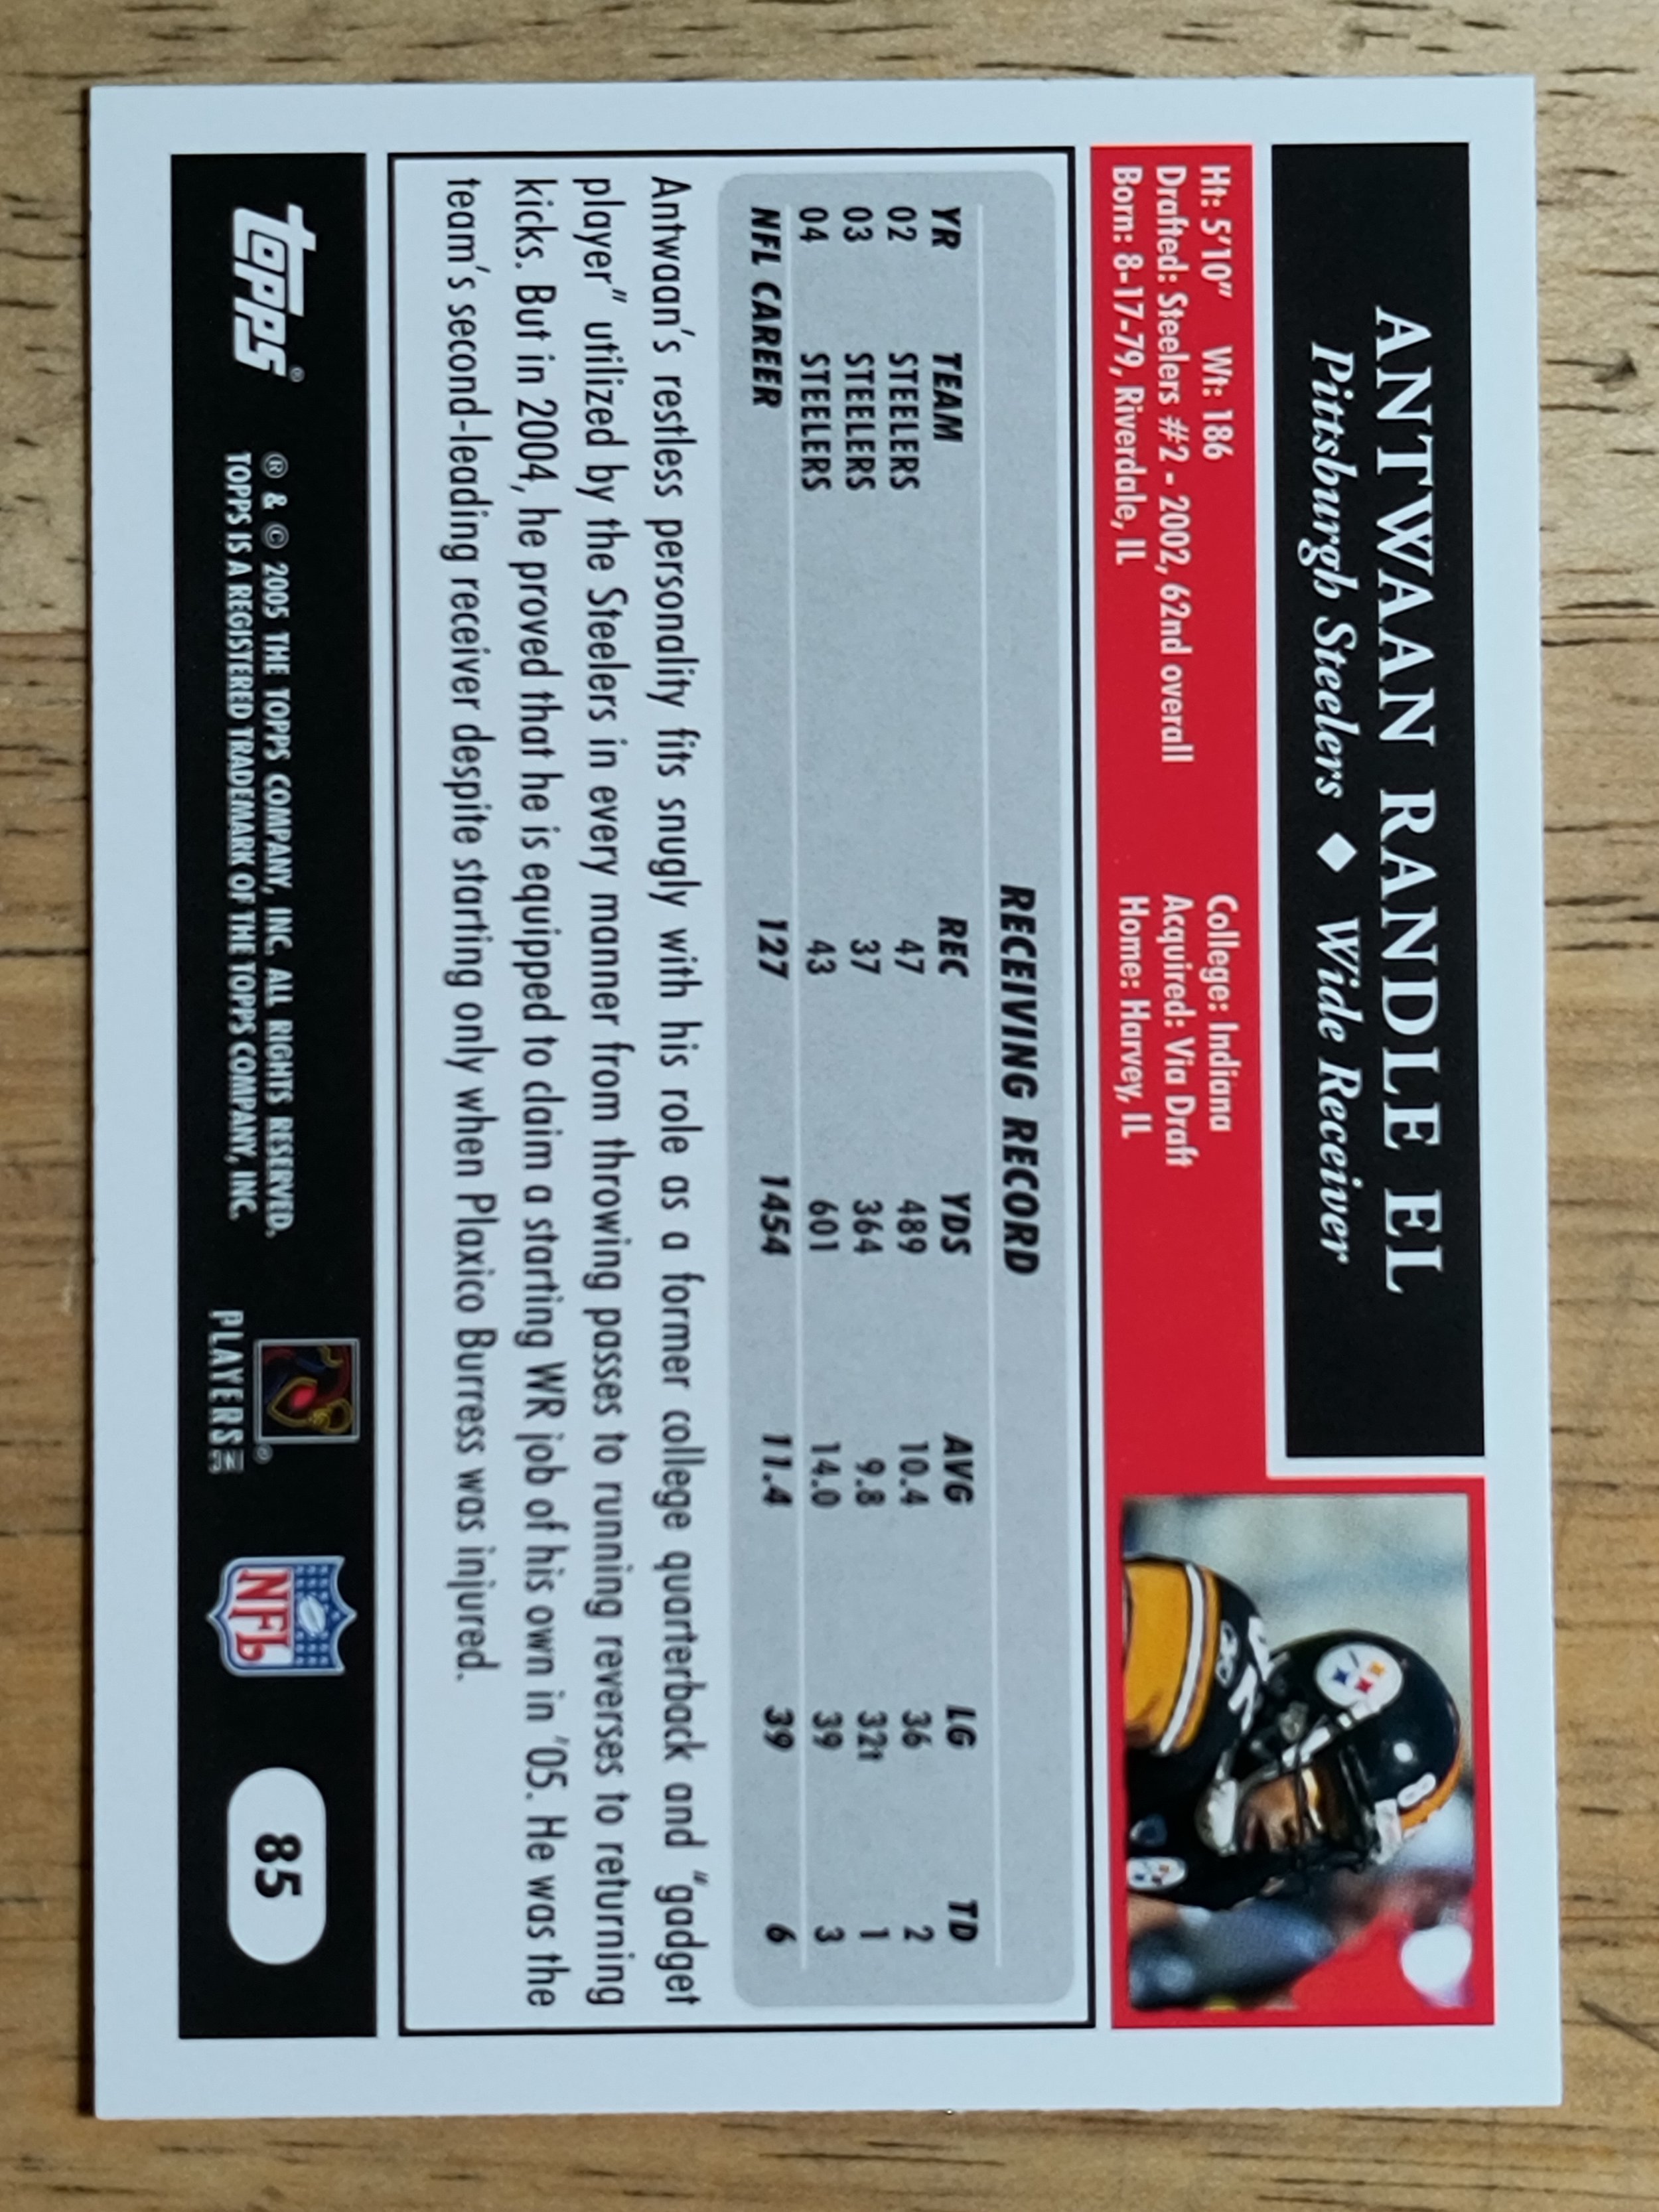 ANTWAAN RANDLE EL
Pittsburgh Steelers ◆ Wide Receiver
Ht: 5'10" Wt: 186 College: Indiana
Drafted: Steelers #2 - 2002, 62nd overall Acquired: Via Draft
Born: 8-17-79, Riverdale, IL Home: Harvey, IL
RECEIVING RECORD
YR TEAM REC YDS AVG LG TD
02 STEELERS 47 489 10.4 36 2
03 STEELERS 37 364 9.8 32t 1
04 STEELERS 43 601 14.0 39 3
NFL CAREER 127 1454 11.4 39 6
Antwaan's restless personality fits snugly with his role as a former college quarterback and "gadget
player" utilized by the Steelers in every manner from throwing passes to running reverses to returning
kicks. But in 2004, he proved that he is equipped to claim a starting WR job of his own in '05. He was the
team's second-leading receiver despite starting only when Plaxico Burress was injured.
topps®
® & © 2005 THE TOPPS COMPANY, INC. ALL RIGHTS RESERVED.
TOPPS IS A REGISTERED TRADEMARK OF THE TOPPS COMPANY, INC.
®
PLAYERS INC
NFL
85